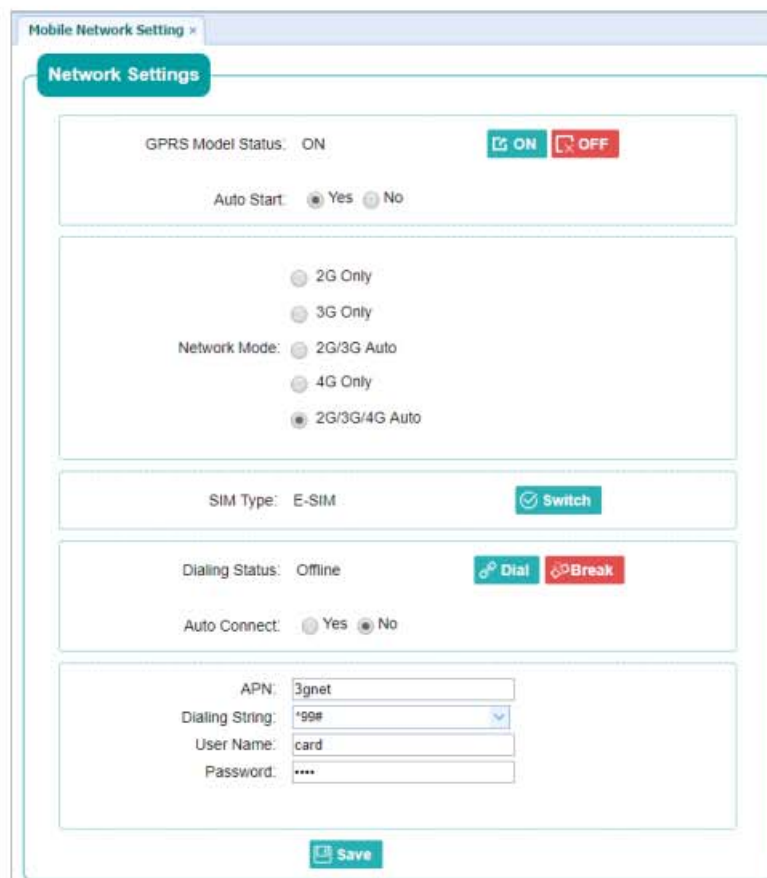 Mobile Network Setting ×
Network Settings
GPRS Model Status: ON ON OFF
Auto Start: Yes No
2G Only
3G Only
Network Mode: 2G/3G Auto
4G Only
2G/3G/4G Auto
SIM Type: E-SIM Switch
Dialing Status: Offline Dial Break
Auto Connect: Yes No
APN: 3gnet
Dialing String: *99#
User Name: card
Password: ••••
Save